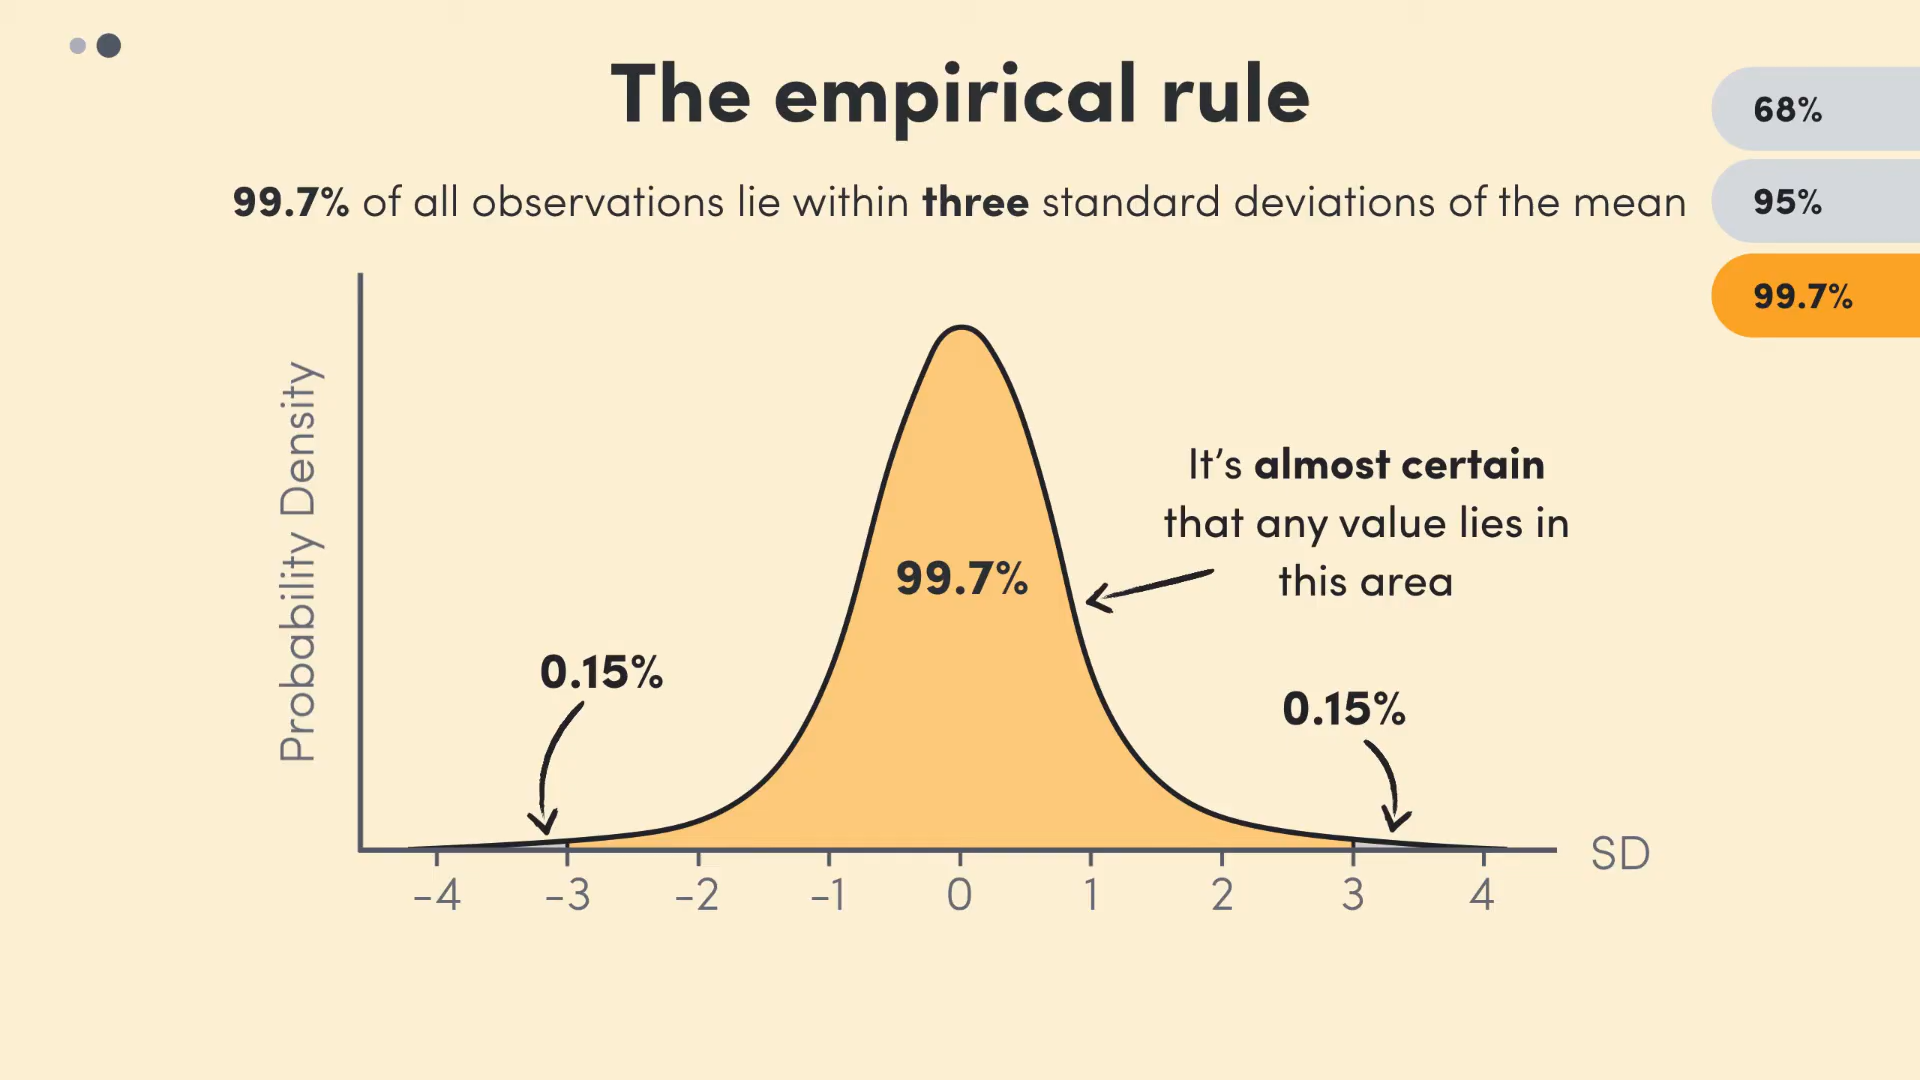 The empirical rule
99.7% of all observations lie within three standard deviations of the mean
68%
95%
99.7%
Probability Density
It’s almost certain
that any value lies in
this area
99.7%
0.15%
0.15%
SD
-4 -3 -2 -1 0 1 2 3 4